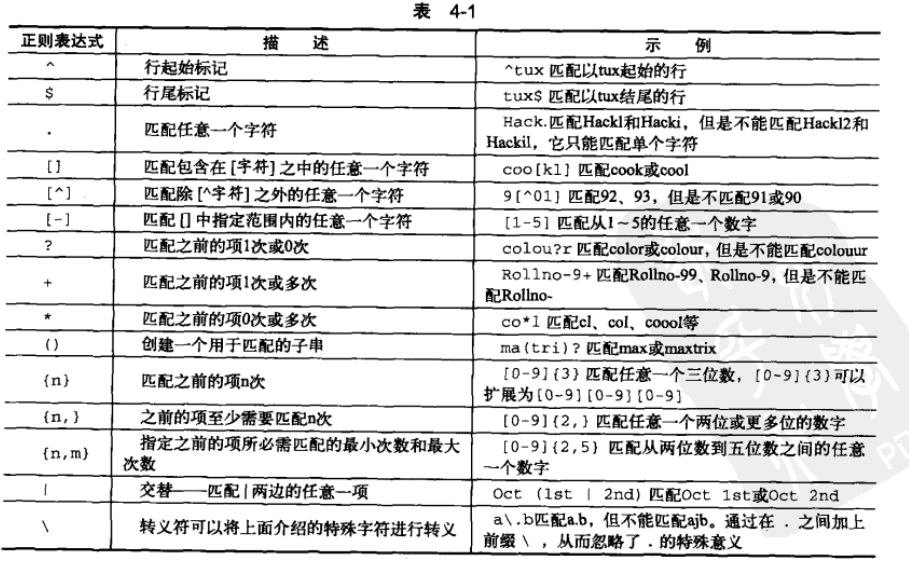 表 4-1
正则表达式 描 述 示 例
^ 行起始标记 ^tux 匹配以tux起始的行
$ 行尾标记 tux$ 匹配以tux结尾的行
. 匹配任意一个字符 Hack.匹配Hackl和Hacki，但是不能匹配Hackl2和
Hackil，它只能匹配单个字符
[] 匹配包含在 [字符] 之中的任意一个字符 coo[kl] 匹配cook或cool
[^] 匹配除 [^字符] 之外的任意一个字符 9[^01] 匹配92、93，但是不匹配91或90
[-] 匹配 [] 中指定范围内的任意一个字符 [1-5] 匹配从1～5的任意一个数字
? 匹配之前的项1次或0次 colou?r 匹配color或colour，但是不能匹配colouur
+ 匹配之前的项1次或多次 Rollno-9+ 匹配Rollno-99、Rollno-9，但是不能匹
配Rollno-
* 匹配之前的项0次或多次 co*l 匹配cl、col、coool等
() 创建一个用于匹配的子串 ma(tri)? 匹配max或maxtrix
{n} 匹配之前的项n次 [0-9]{3} 匹配任意一个三位数，[0-9]{3}可以
扩展为[0-9][0-9][0-9]
{n,} 之前的项至少需要匹配n次 [0-9]{2,} 匹配任意一个两位或更多位的数字
{n,m} 指定之前的项所必需匹配的最小次数和最大
次数 [0-9]{2,5} 匹配从两位数到五位数之间的任意
一个数字
| 交替——匹配 | 两边的任意一项 Oct (1st | 2nd) 匹配Oct 1st或Oct 2nd
\ 转义符可以将上面介绍的特殊字符进行转义 a\.b匹配a.b，但不能匹配ajb。通过在 . 之间加上
前缀 \ ，从而忽略了 . 的特殊意义